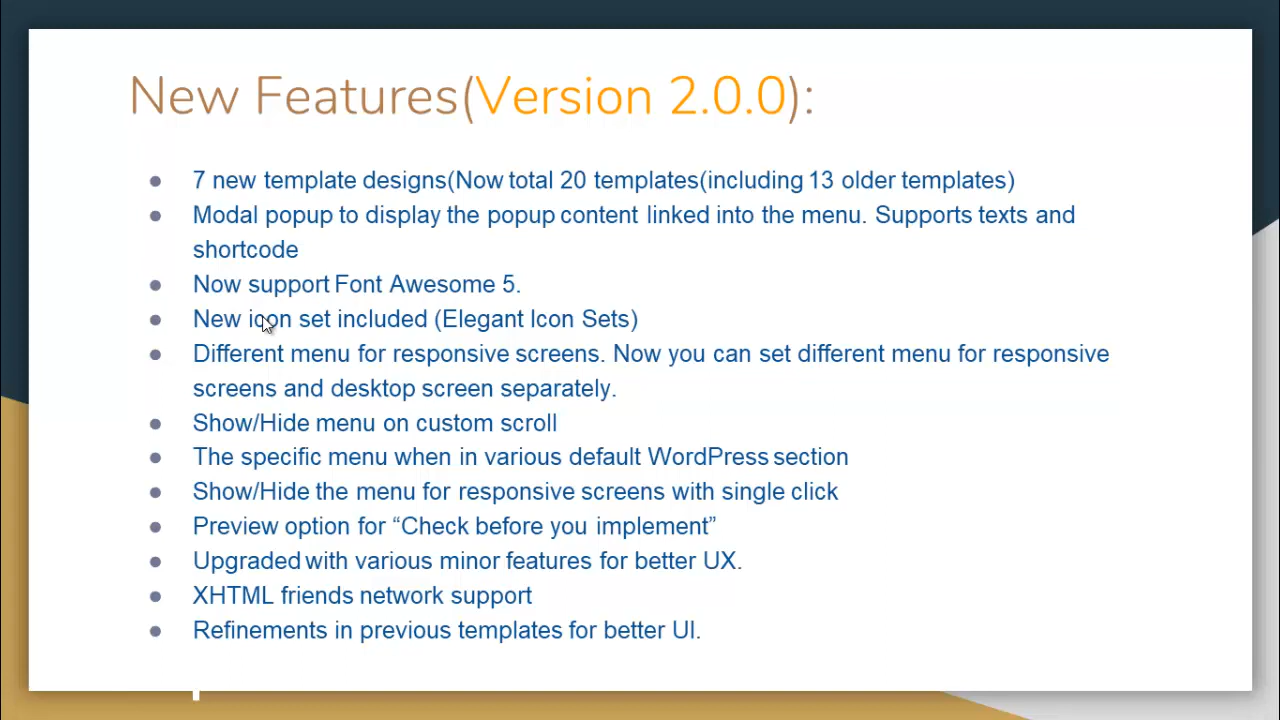 New Features(Version 2.0.0):
● 7 new template designs(Now total 20 templates(including 13 older templates)
● Modal popup to display the popup content linked into the menu. Supports texts and
shortcode
● Now support Font Awesome 5.
● New icon set included (Elegant Icon Sets)
● Different menu for responsive screens. Now you can set different menu for responsive
screens and desktop screen separately.
● Show/Hide menu on custom scroll
● The specific menu when in various default WordPress section
● Show/Hide the menu for responsive screens with single click
● Preview option for “Check before you implement”
● Upgraded with various minor features for better UX.
● XHTML friends network support
● Refinements in previous templates for better UI.